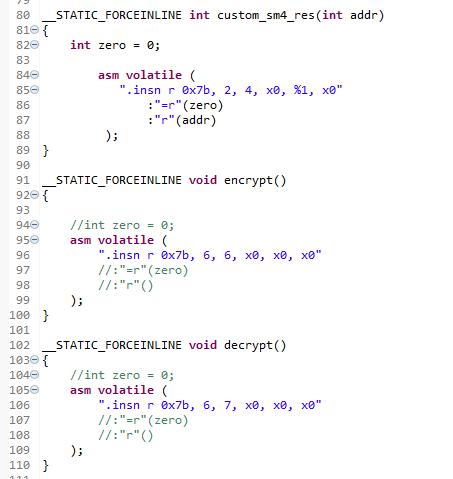 80 __STATIC_FORCEINLINE int custom_sm4_res(int addr)
81 {
82 int zero = 0;
83
84 asm volatile (
85 ".insn r 0x7b, 2, 4, x0, %1, x0"
86 :"=r"(zero)
87 :"r"(addr)
88 );
89 }
90
91 __STATIC_FORCEINLINE void encrypt()
92 {
93
94 //int zero = 0;
95 asm volatile (
96 ".insn r 0x7b, 6, 6, x0, x0, x0"
97 //:"=r"(zero)
98 //:"r"()
99 );
100 }
101
102 __STATIC_FORCEINLINE void decrypt()
103 {
104 //int zero = 0;
105 asm volatile (
106 ".insn r 0x7b, 6, 7, x0, x0, x0"
107 //:"=r"(zero)
108 //:"r"()
109 );
110 }